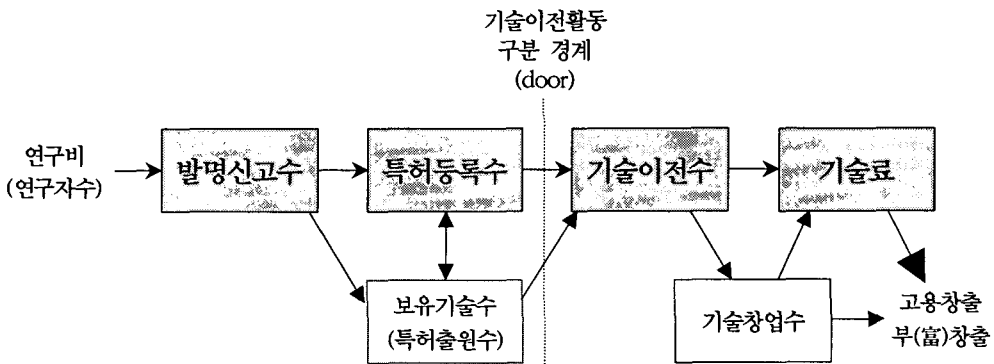 기술이전활동
구분 경계
(door)
연구비
(연구자수)
발명신고수
특허등록수
기술이전수
기술료
보유기술수
(특허출원수)
기술창업수
고용창출
부(富)창출